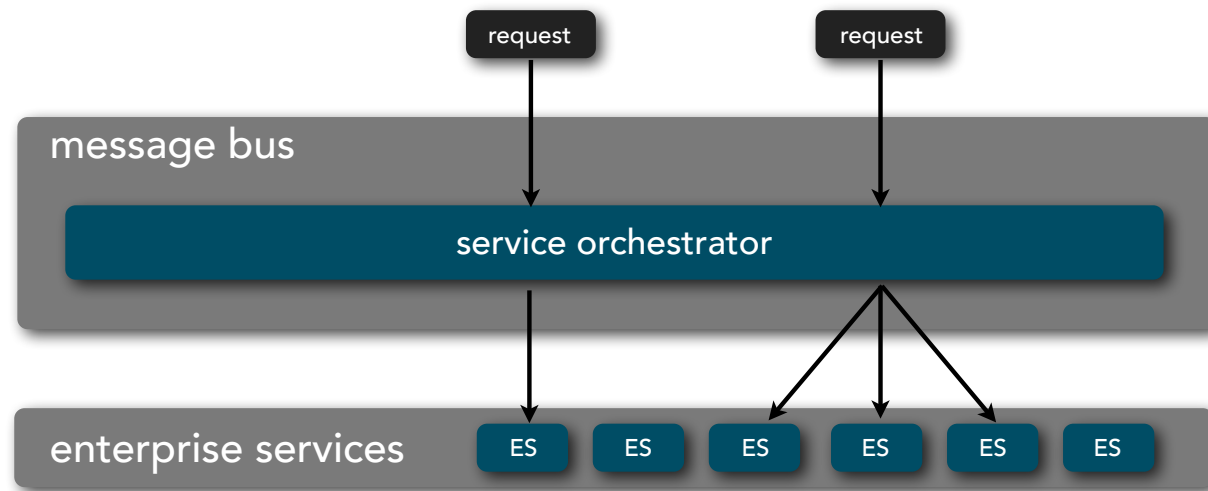 request
request
message bus
service orchestrator
enterprise services
ES
ES
ES
ES
ES
ES